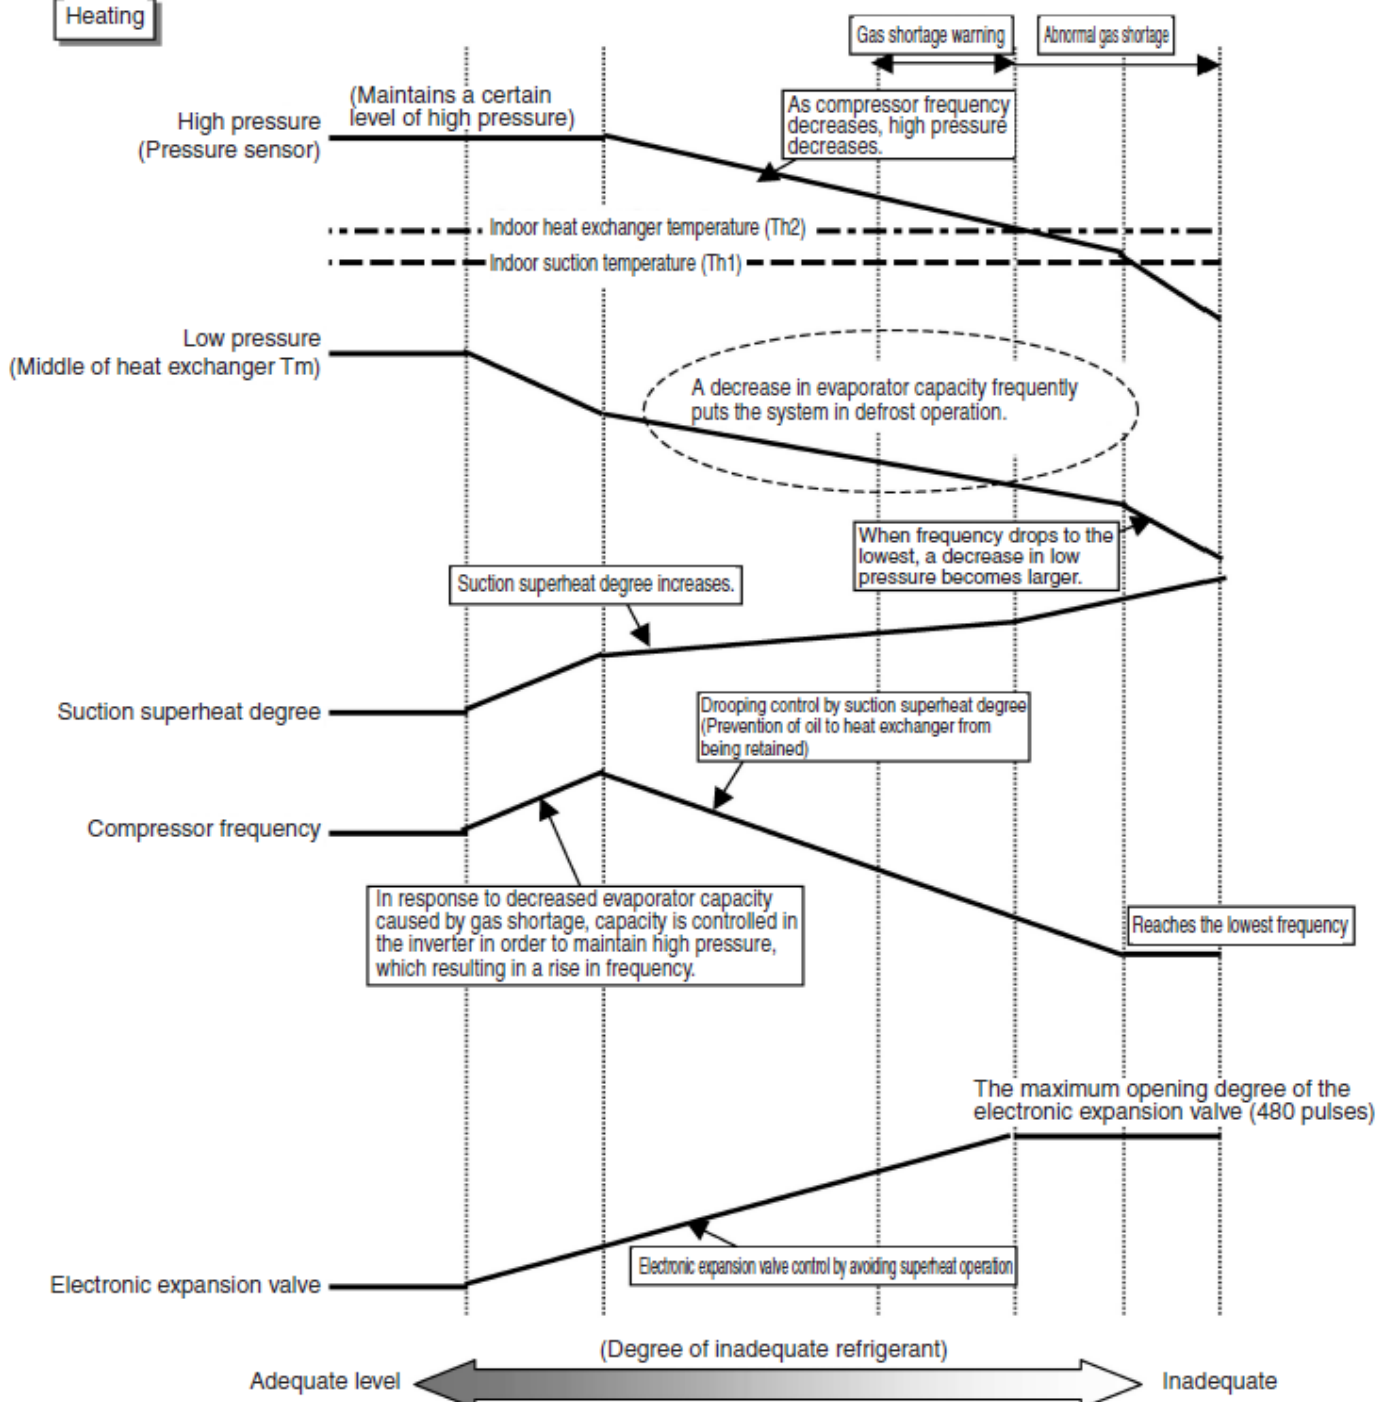 Heating
Gas shortage warning
Abnormal gas shortage
(Maintains a certain
level of high pressure)
High pressure
(Pressure sensor)
As compressor frequency
decreases, high pressure
decreases.
Indoor heat exchanger temperature (Th2)
Indoor suction temperature (Th1)
Low pressure
(Middle of heat exchanger Tm)
A decrease in evaporator capacity frequently
puts the system in defrost operation.
When frequency drops to the
lowest, a decrease in low
pressure becomes larger.
Suction superheat degree increases.
Suction superheat degree
Drooping control by suction superheat degree
(Prevention of oil to heat exchanger from
being retained)
Compressor frequency
In response to decreased evaporator capacity
caused by gas shortage, capacity is controlled in
the inverter in order to maintain high pressure,
which resulting in a rise in frequency.
Reaches the lowest frequency
The maximum opening degree of the
electronic expansion valve (480 pulses)
Electronic expansion valve control by avoiding superheat operation
Electronic expansion valve
(Degree of inadequate refrigerant)
Adequate level
Inadequate